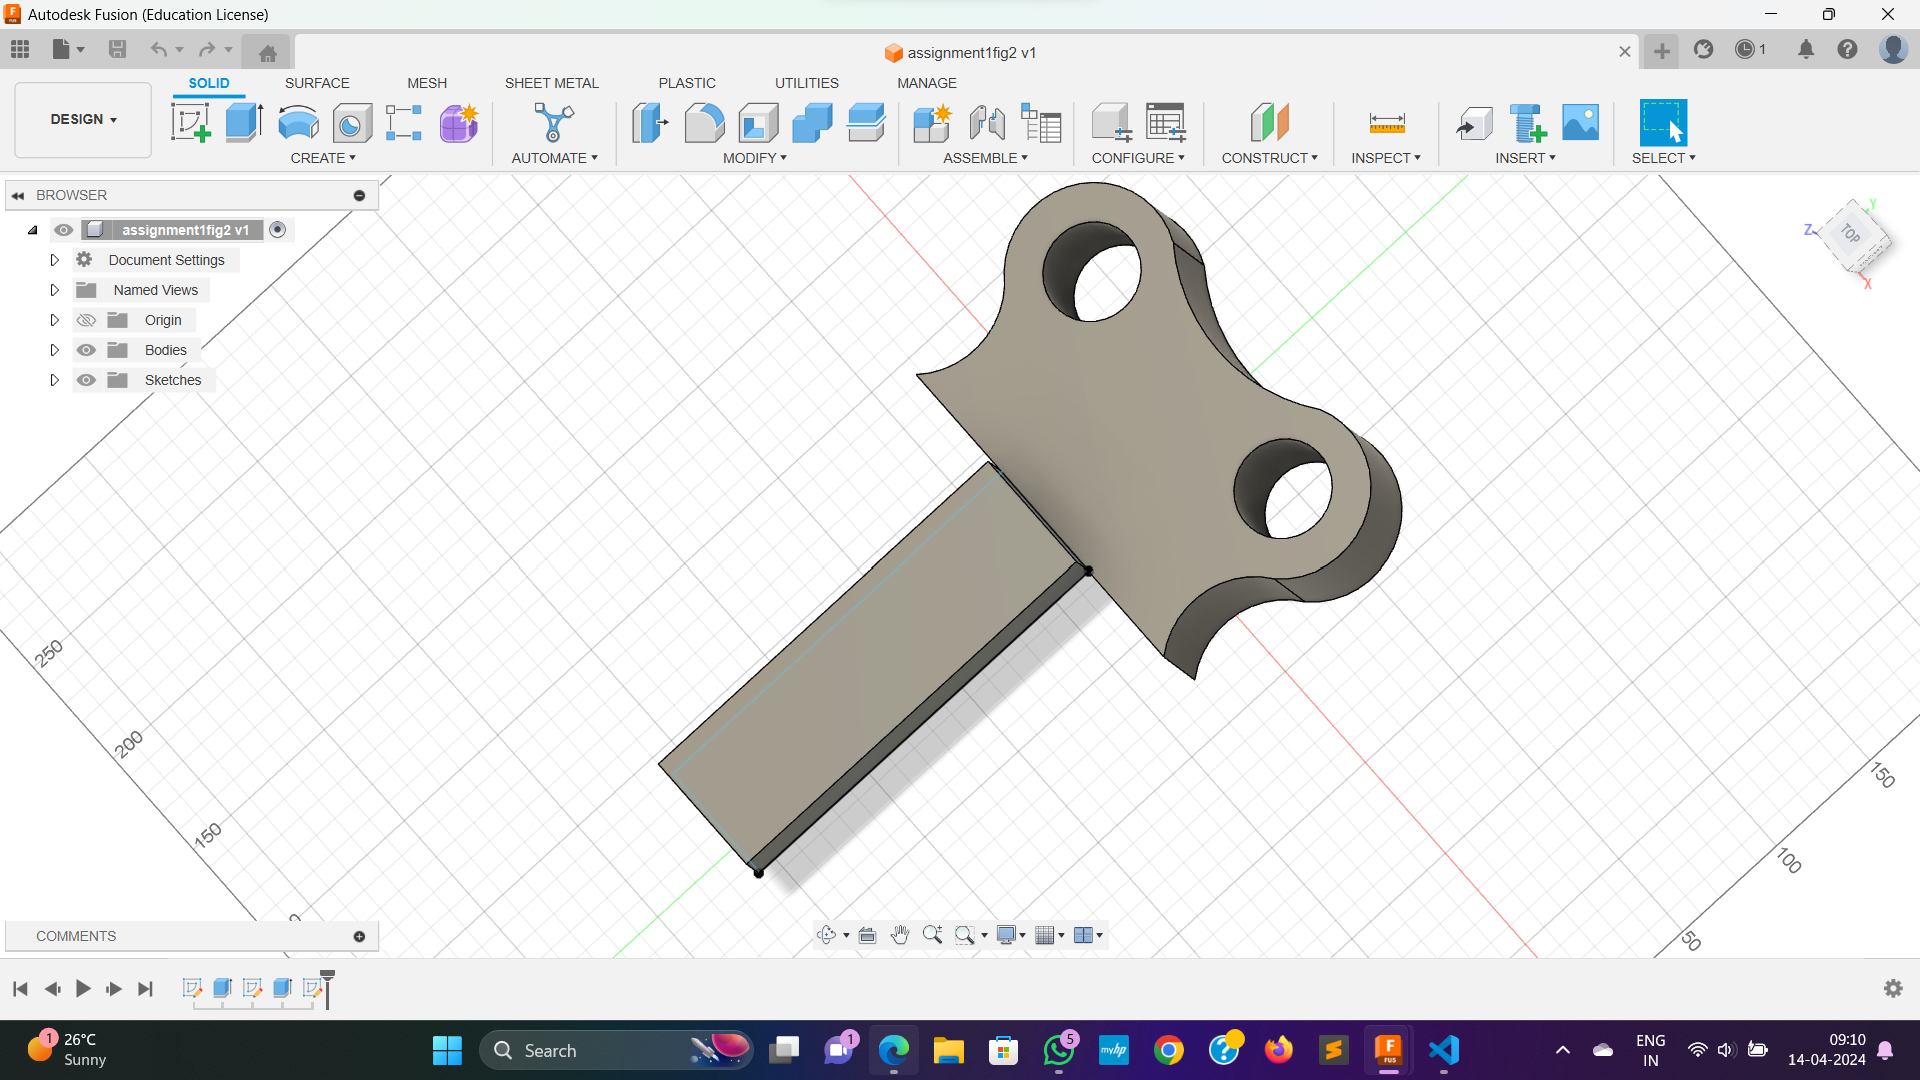 Autodesk Fusion (Education License)
assignment1fig2 v1
1
SOLID SURFACE MESH SHEET METAL PLASTIC UTILITIES MANAGE
DESIGN
CREATE AUTOMATE MODIFY ASSEMBLE CONFIGURE CONSTRUCT INSPECT INSERT SELECT
BROWSER
assignment1fig2 v1
Document Settings
Named Views
Origin
Bodies
Sketches
Y
Z
TOP
X
250
200
150
150
100
50
COMMENTS
1
26°C
Sunny
Search
1
5
myhp
FUS
ENG
IN
09:10
14-04-2024